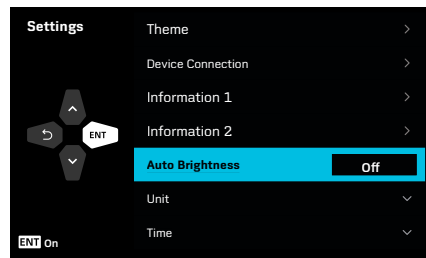 Settings
Theme
Device Connection
Information 1
Information 2
ENT
Auto Brightness Off
Unit
Time
ENT On